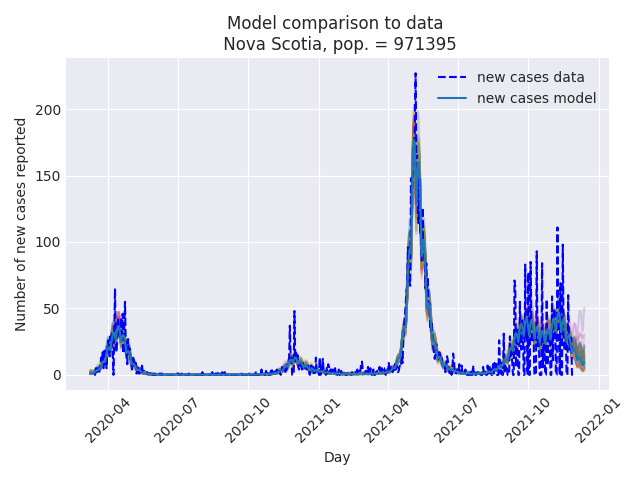 Model comparison to data
Nova Scotia, pop. = 971395
new cases data
new cases model
Number of new cases reported
200
150
100
50
0
2020-04
2020-07
2020-10
2021-01
2021-04
2021-07
2021-10
2022-01
Day